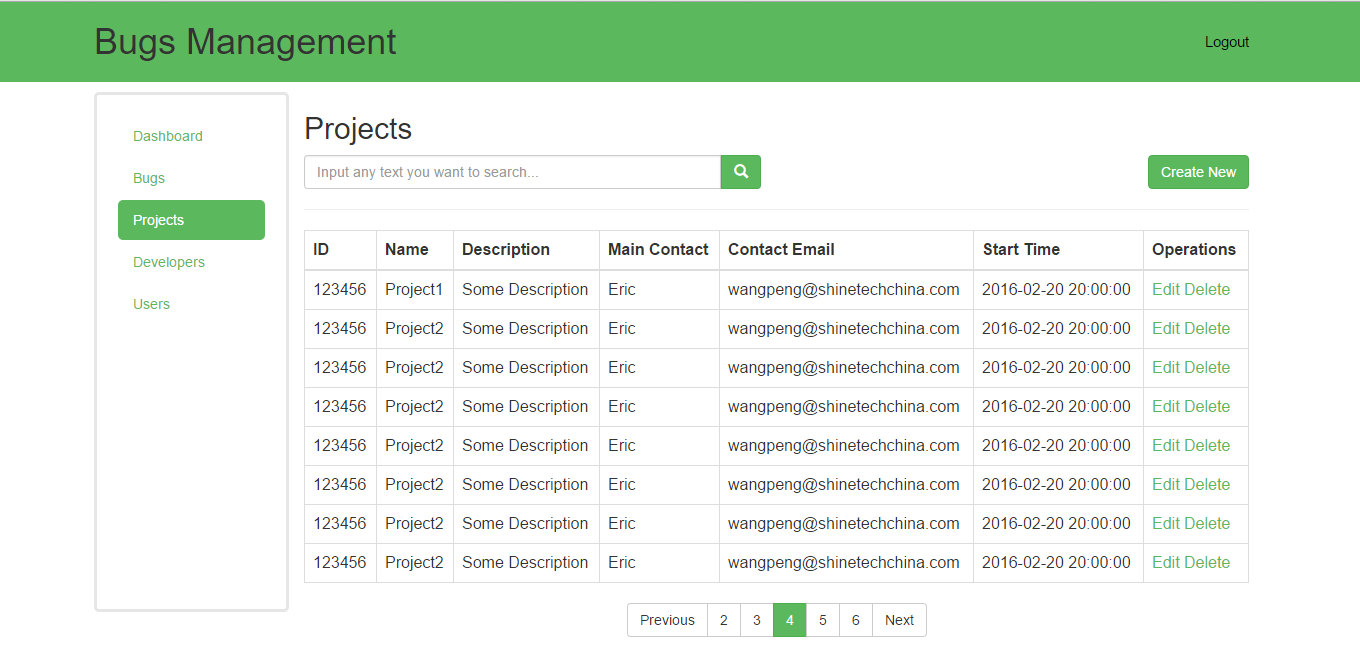 Bugs Management
Logout
Dashboard
Bugs
Projects
Developers
Users
Projects
Input any text you want to search...
Create New
ID Name Description Main Contact Contact Email Start Time Operations
123456 Project1 Some Description Eric wangpeng@shinetechchina.com 2016-02-20 20:00:00 Edit Delete
123456 Project2 Some Description Eric wangpeng@shinetechchina.com 2016-02-20 20:00:00 Edit Delete
123456 Project2 Some Description Eric wangpeng@shinetechchina.com 2016-02-20 20:00:00 Edit Delete
123456 Project2 Some Description Eric wangpeng@shinetechchina.com 2016-02-20 20:00:00 Edit Delete
123456 Project2 Some Description Eric wangpeng@shinetechchina.com 2016-02-20 20:00:00 Edit Delete
123456 Project2 Some Description Eric wangpeng@shinetechchina.com 2016-02-20 20:00:00 Edit Delete
123456 Project2 Some Description Eric wangpeng@shinetechchina.com 2016-02-20 20:00:00 Edit Delete
123456 Project2 Some Description Eric wangpeng@shinetechchina.com 2016-02-20 20:00:00 Edit Delete
Previous 2 3 4 5 6 Next